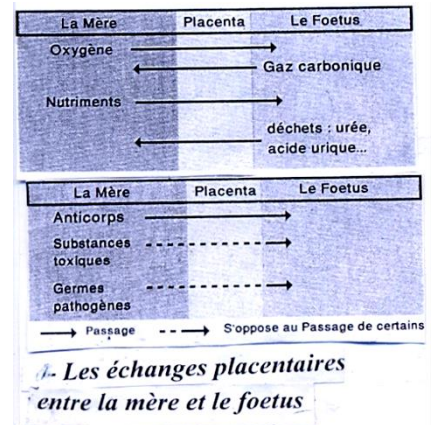 La Mère Placenta Le Foetus
Oxygène
Gaz carbonique
Nutriments
déchets : urée,
acide urique...
La Mère Placenta Le Foetus
Anticorps
Substances
toxiques
Germes
pathogènes
Passage S'oppose au Passage de certains
- Les échanges placentaires
entre la mère et le foetus